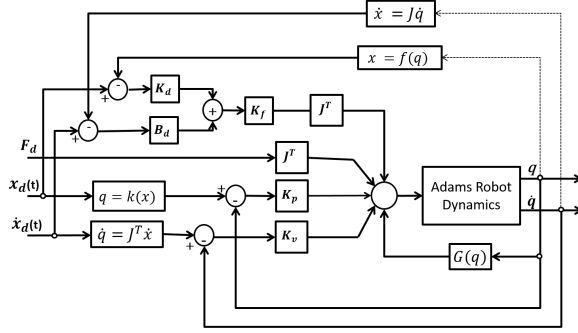 ẋ = Jq̇
x = f(q)
-
+
K_d
+
K_f
J^T
-
+
B_d
F_d
J^T
q
x_d(t)
q = k(x)
+
-
K_p
Adams Robot
Dynamics
q̇
ẋ_d(t)
q̇ = J^T ẋ
+
-
K_v
G(q)